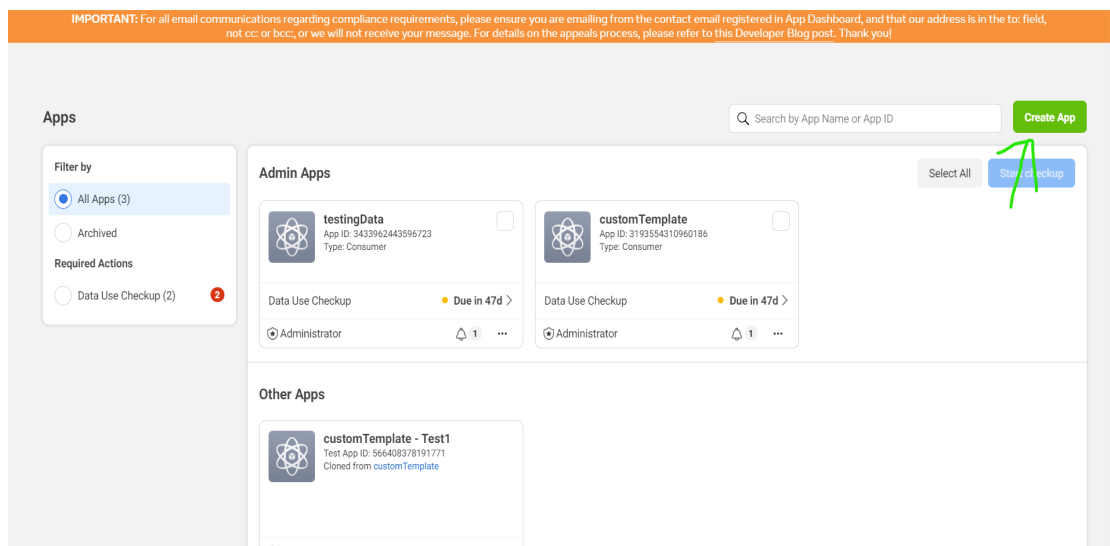 IMPORTANT: For all email communications regarding compliance requirements, please ensure you are emailing from the contact email registered in App Dashboard, and that our address is in the to: field,
not cc: or bcc:, or we will not receive your message. For details on the appeals process, please refer to this Developer Blog post. Thank you!
Apps
Search by App Name or App ID
Create App
Filter by
All Apps (3)
Archived
Required Actions
Data Use Checkup (2)
2
Admin Apps
Select All
Start checkup
testingData
App ID: 3433962443596723
Type: Consumer
Data Use Checkup
Due in 47d
Administrator
1
customTemplate
App ID: 3193554310960186
Type: Consumer
Data Use Checkup
Due in 47d
Administrator
1
Other Apps
customTemplate - Test1
Test App ID: 566408378191771
Cloned from customTemplate